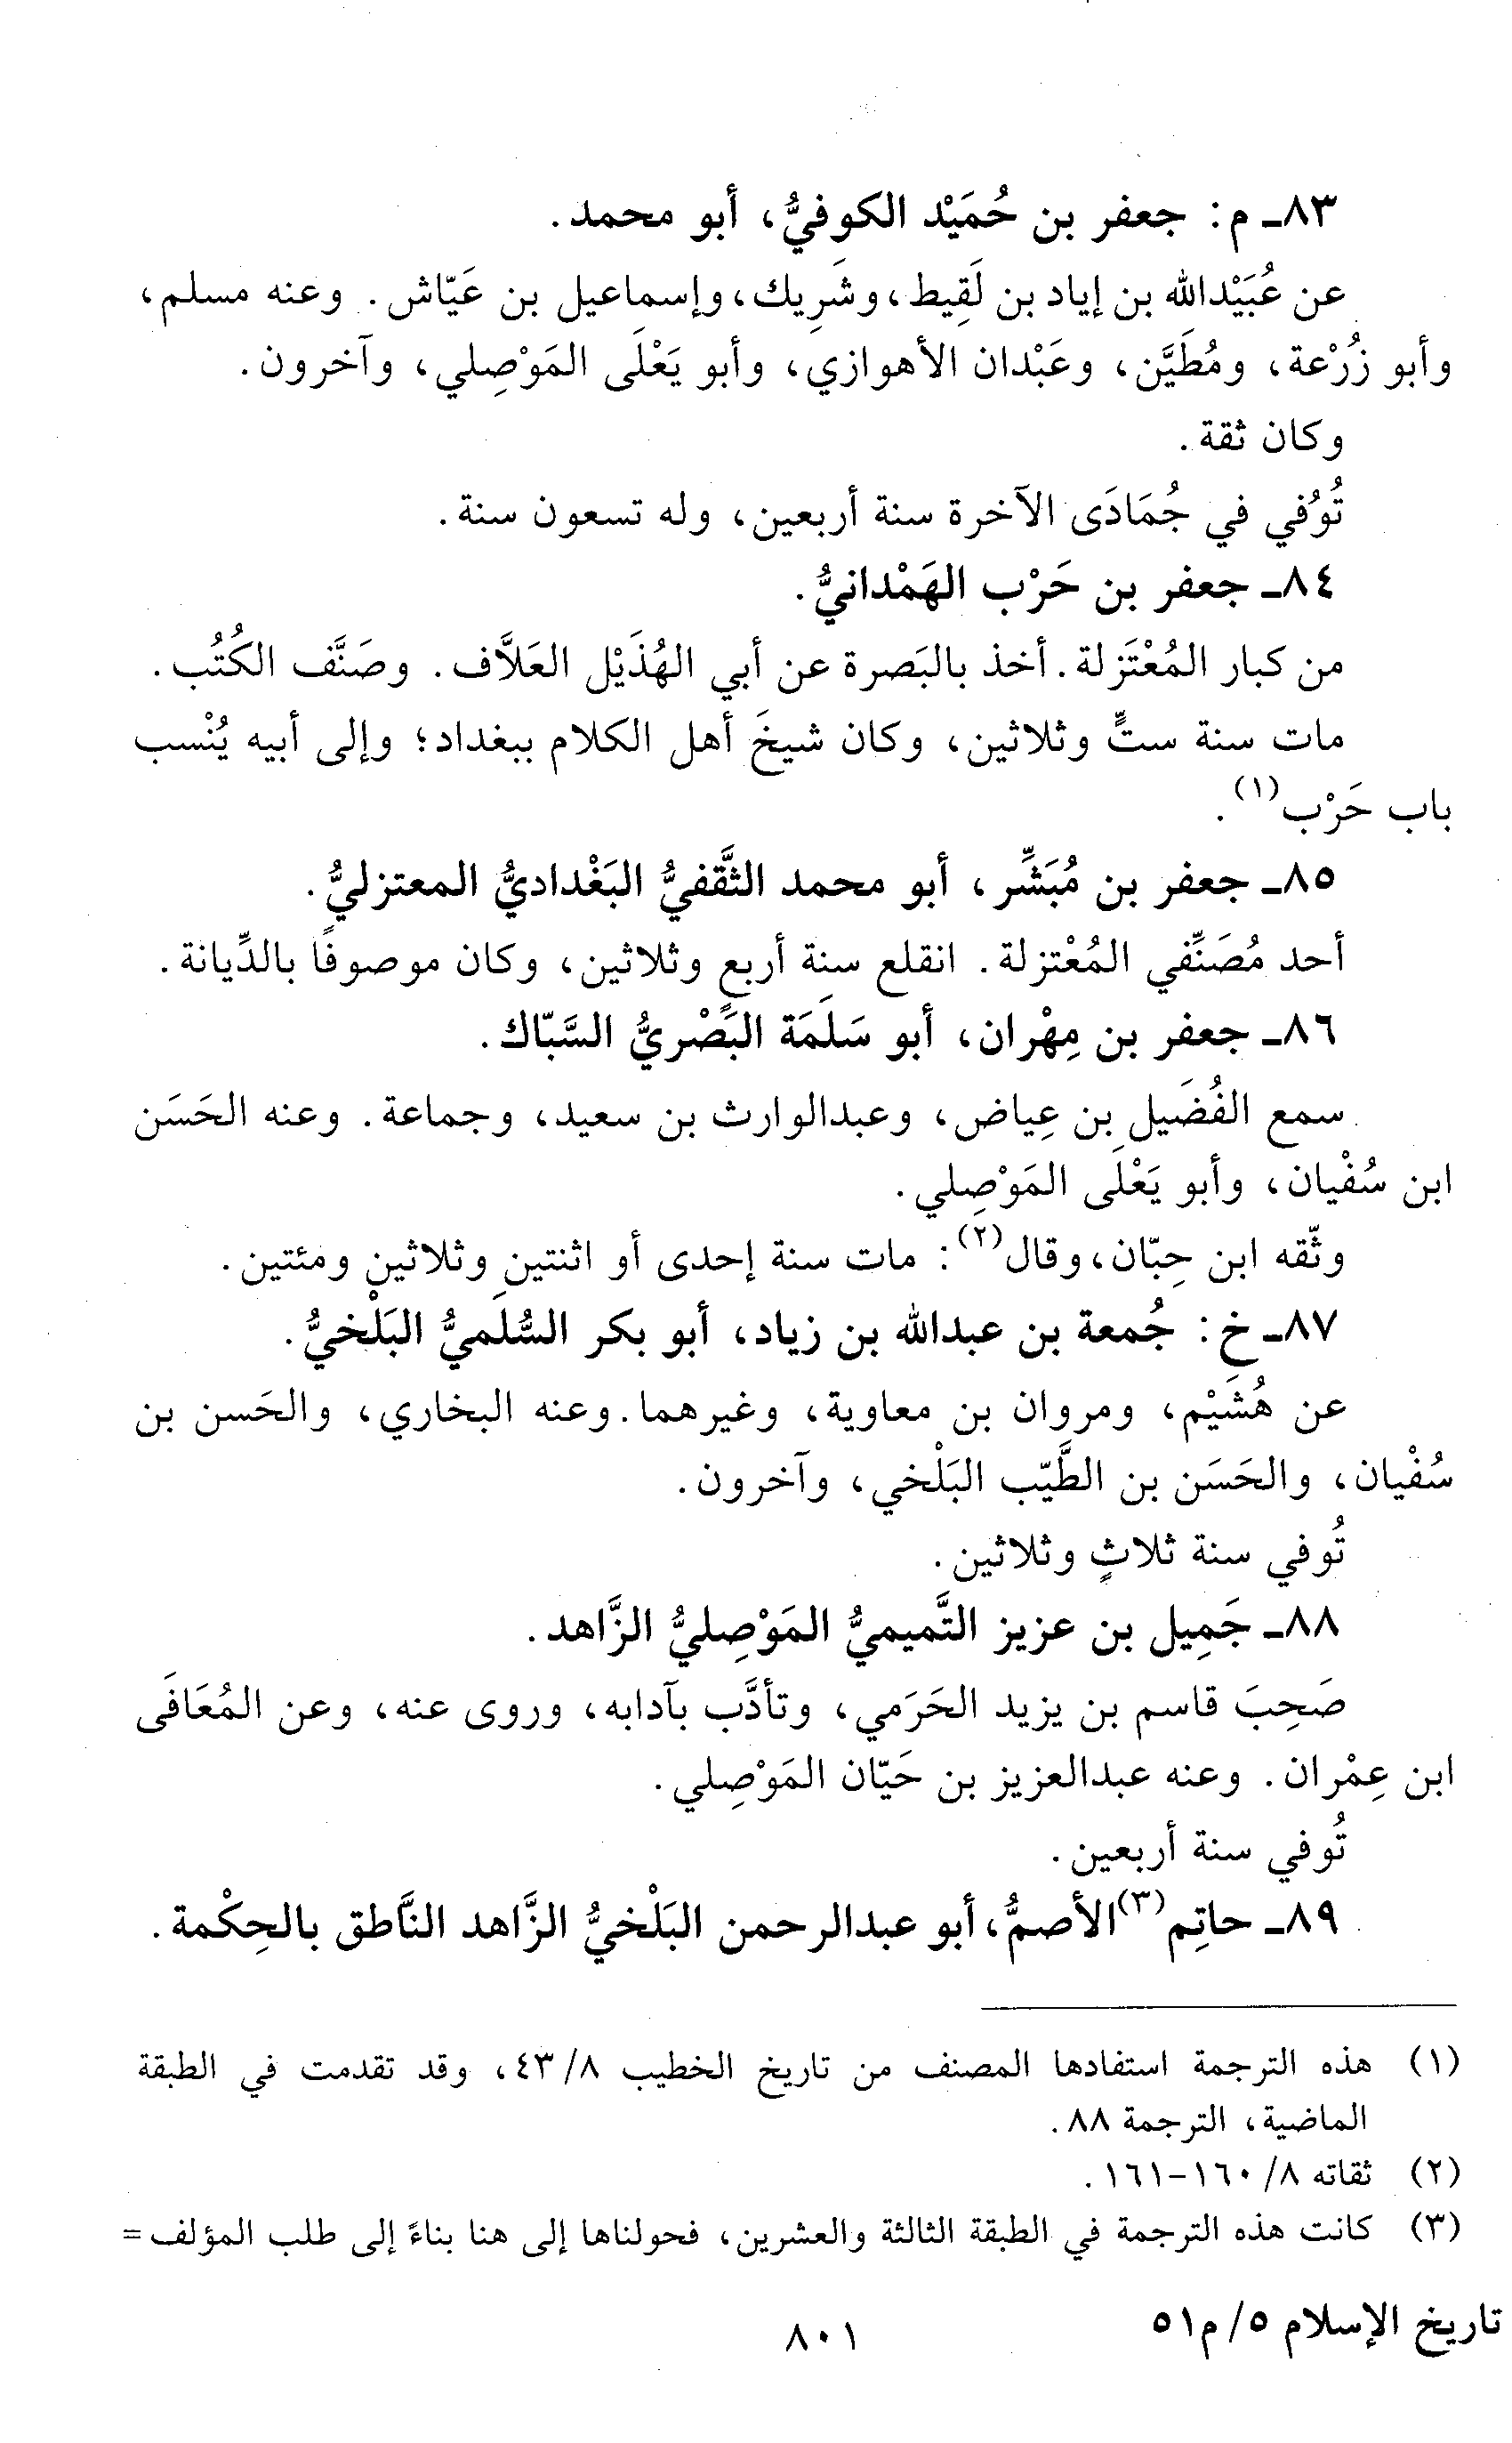 ٨٣ـ م: جعفر بن حُمَيْد الكوفيُّ، أبو محمد.
عن عُبَيْدالله بن إياد بن لَقِيط، وشَرِيك، وإسماعيل بن عَيّاش. وعنه مسلم،
وأبو زُرْعة، ومُطَيَّن، وعَبْدان الأهوازي، وأبو يَعْلَى المَوْصِلي، وآخرون.
وكان ثقة.
تُوُفي في جُمَادَى الآخرة سنة أربعين، وله تسعون سنة.
٨٤ـ جعفر بن حَرْب الهَمْدانيُّ.
من كبار المُعْتَزلة. أخذ بالبَصرة عن أبي الهُذَيْل العَلاَّف. وصَنَّف الكُتُب.
مات سنة ستٍّ وثلاثين، وكان شيخَ أهل الكلام ببغداد؛ وإلى أبيه يُنْسب
باب حَرْب(١).
٨٥ـ جعفر بن مُبَشِّر، أبو محمد الثَّقفيُّ البَغْداديُّ المعتزليُّ.
أحد مُصَنِّفي المُعْتزلة. انقلع سنة أربع وثلاثين، وكان موصوفًا بالدِّيانة.
٨٦ـ جعفر بن مِهْران، أبو سَلَمَة البَصْريُّ السَّبّاك.
سمع الفُضَيل بن عِياض، وعبدالوارث بن سعيد، وجماعة. وعنه الحَسَن
ابن سُفْيان، وأبو يَعْلَى المَوْصِلي.
وثّقه ابن حِبّان، وقال(٢): مات سنة إحدى أو اثنتين وثلاثين ومئتين.
٨٧ـ خ: جُمعة بن عبدالله بن زياد، أبو بكر السُّلَميُّ البَلْخيُّ.
عن هُشَيْم، ومروان بن معاوية، وغيرهما. وعنه البخاري، والحَسن بن
سُفْيان، والحَسَن بن الطَّيّب البَلْخي، وآخرون.
تُوفي سنة ثلاثٍ وثلاثين.
٨٨ـ جَمِيل بن عزيز التَّميميُّ المَوْصِليُّ الزَّاهد.
صَحِبَ قاسم بن يزيد الحَرَمي، وتأدَّب بآدابه، وروى عنه، وعن المُعَافَى
ابن عِمْران. وعنه عبدالعزيز بن حَيّان المَوْصِلي.
تُوفي سنة أربعين.
٨٩ـ حاتِم(٣) الأصمُّ، أبو عبدالرحمن البَلْخيُّ الزَّاهد النَّاطق بالحِكْمة.
(١) هذه الترجمة استفادها المصنف من تاريخ الخطيب ٨/ ٤٣، وقد تقدمت في الطبقة
الماضية، الترجمة ٨٨.
(٢) ثقاته ٨/ ١٦٠-١٦١.
(٣) كانت هذه الترجمة في الطبقة الثالثة والعشرين، فحولناها إلى هنا بناءً إلى طلب المؤلف =
تاريخ الإسلام ٥/ م٥١
٨٠١